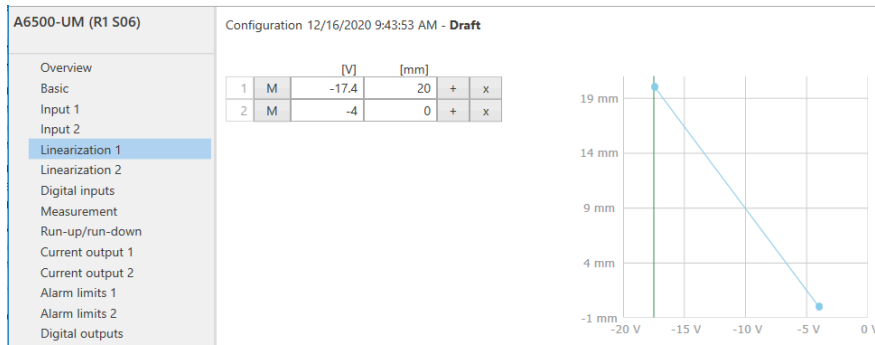 A6500-UM (R1 S06)
Overview
Basic
Input 1
Input 2
Linearization 1
Linearization 2
Digital inputs
Measurement
Run-up/run-down
Current output 1
Current output 2
Alarm limits 1
Alarm limits 2
Digital outputs
Configuration 12/16/2020 9:43:53 AM - Draft
[V] [mm]
1 M -17.4 20 + x
2 M -4 0 + x
19 mm
14 mm
9 mm
4 mm
-1 mm
-20 V -15 V -10 V -5 V 0 V